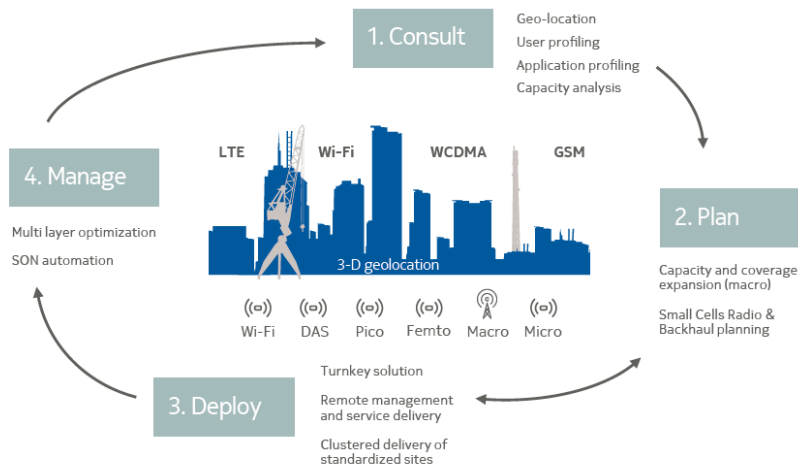 1. Consult
Geo-location
User profiling
Application profiling
Capacity analysis
LTE
Wi-Fi
WCDMA
GSM
4. Manage
Multi layer optimization
SON automation
2. Plan
Capacity and coverage
expansion (macro)
Small Cells Radio &
Backhaul planning
3-D geolocation
Wi-Fi
DAS
Pico
Femto
Macro
Micro
3. Deploy
Turnkey solution
Remote management
and service delivery
Clustered delivery of
standardized sites